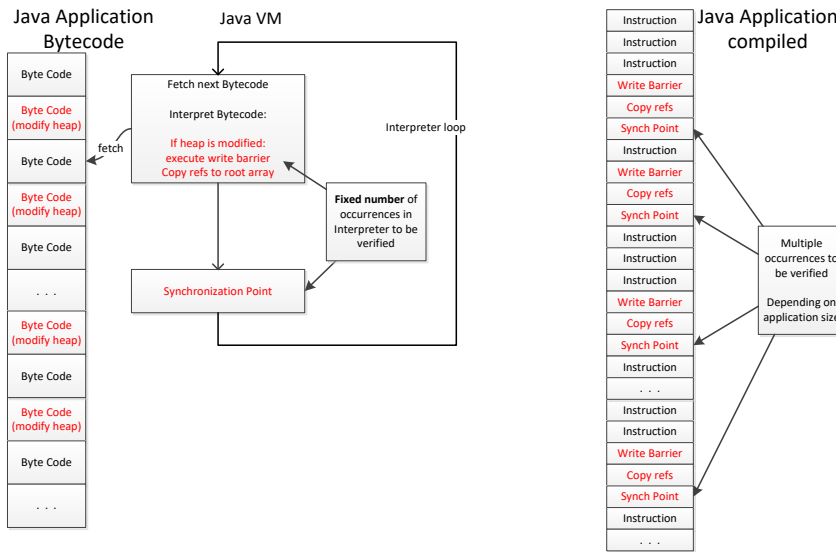 Java Application
Bytecode
Byte Code
Byte Code
(modify heap)
Byte Code
Byte Code
(modify heap)
Byte Code
. . .
Byte Code
(modify heap)
Byte Code
Byte Code
(modify heap)
Byte Code
. . .
fetch
Java VM
Fetch next Bytecode
Interpret Bytecode:
If heap is modified:
execute write barrier
Copy refs to root array
Synchronization Point
Interpreter loop
Fixed number of
occurrences in
Interpreter to be
verified
Java Application
compiled
Instruction
Instruction
Instruction
Write Barrier
Copy refs
Synch Point
Instruction
Write Barrier
Copy refs
Synch Point
Instruction
Instruction
Instruction
Write Barrier
Copy refs
Synch Point
Instruction
. . .
Instruction
Instruction
Write Barrier
Copy refs
Synch Point
Instruction
. . .
Multiple
occurrences to
be verified
Depending on
application size